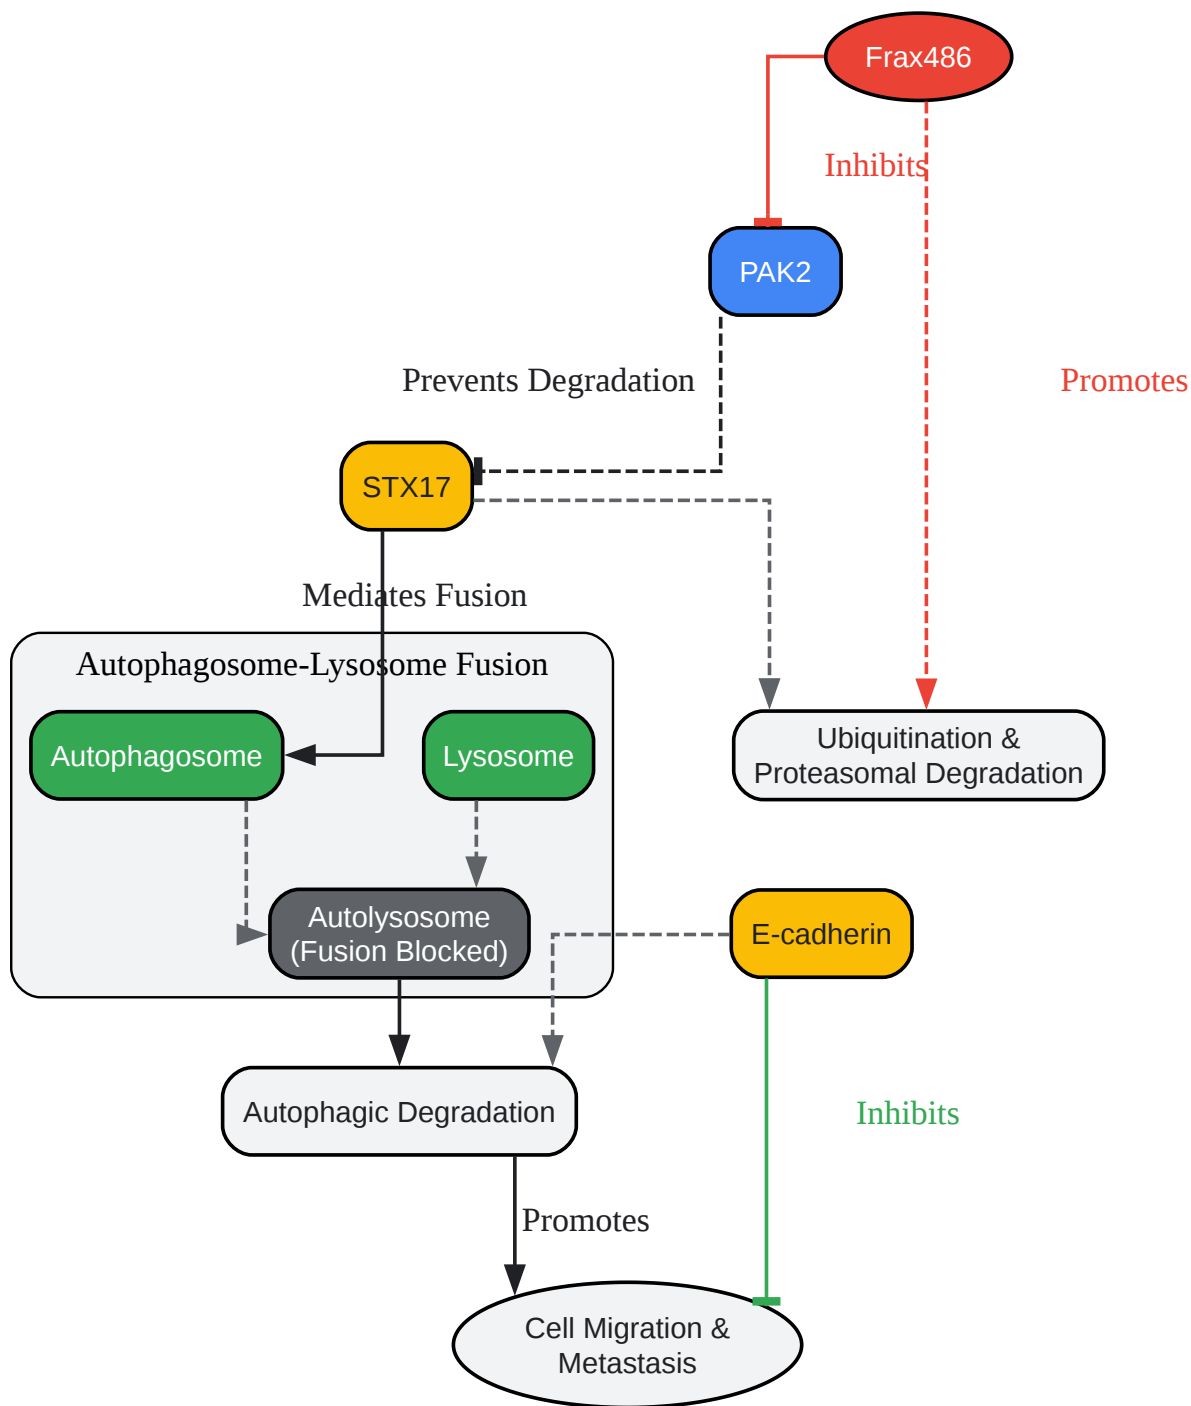 Frax486
Inhibits
PAK2
Prevents Degradation
Promotes
STX17
Mediates Fusion
Autophagosome-Lysosome Fusion
Autophagosome
Lysosome
Ubiquitination &
Proteasomal Degradation
Autolysosome
(Fusion Blocked)
E-cadherin
Autophagic Degradation
Inhibits
Promotes
Cell Migration &
Metastasis